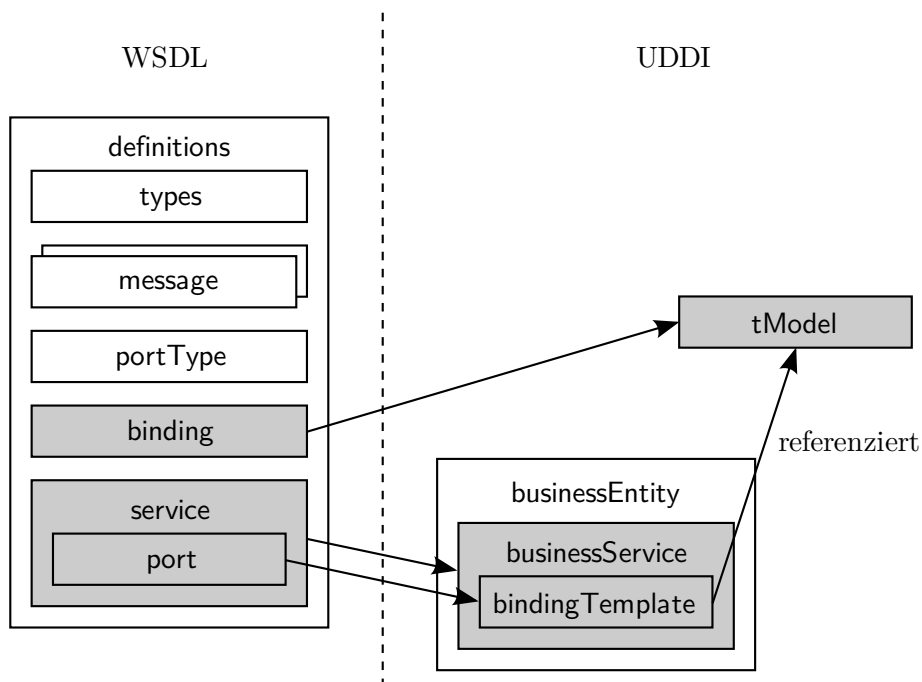 WSDL
UDDI
definitions
types
message
portType
binding
service
port
tModel
referenziert
businessEntity
businessService
bindingTemplate